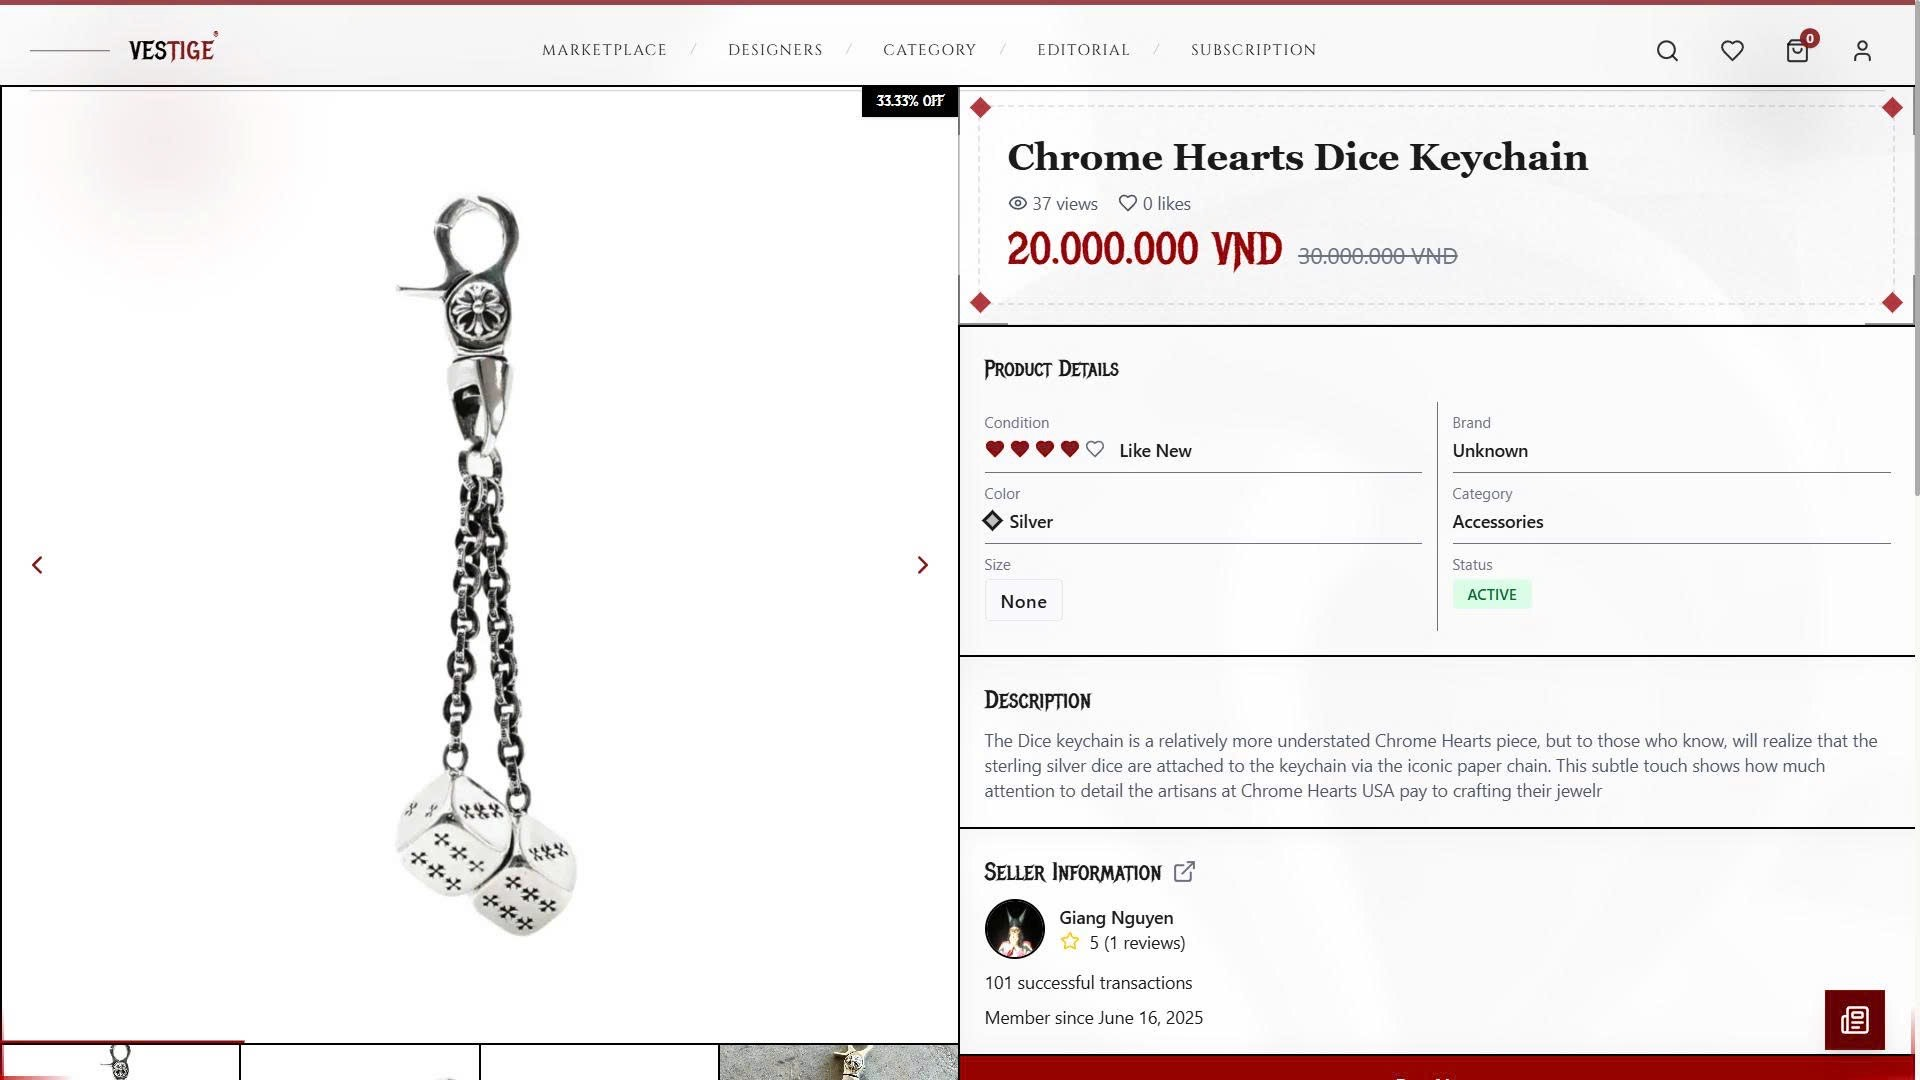 VESTIGE
MARKETPLACE / DESIGNERS / CATEGORY / EDITORIAL / SUBSCRIPTION
0
33.33% OFF
Chrome Hearts Dice Keychain
37 views 0 likes
20.000.000 VND 30.000.000 VND
Product Details
Condition
Like New
Brand
Unknown
Color
Silver
Category
Accessories
Size
None
Status
ACTIVE
Description
The Dice keychain is a relatively more understated Chrome Hearts piece, but to those who know, will realize that the
sterling silver dice are attached to the keychain via the iconic paper chain. This subtle touch shows how much
attention to detail the artisans at Chrome Hearts USA pay to crafting their jewelr
Seller Information
Giang Nguyen
5 (1 reviews)
101 successful transactions
Member since June 16, 2025